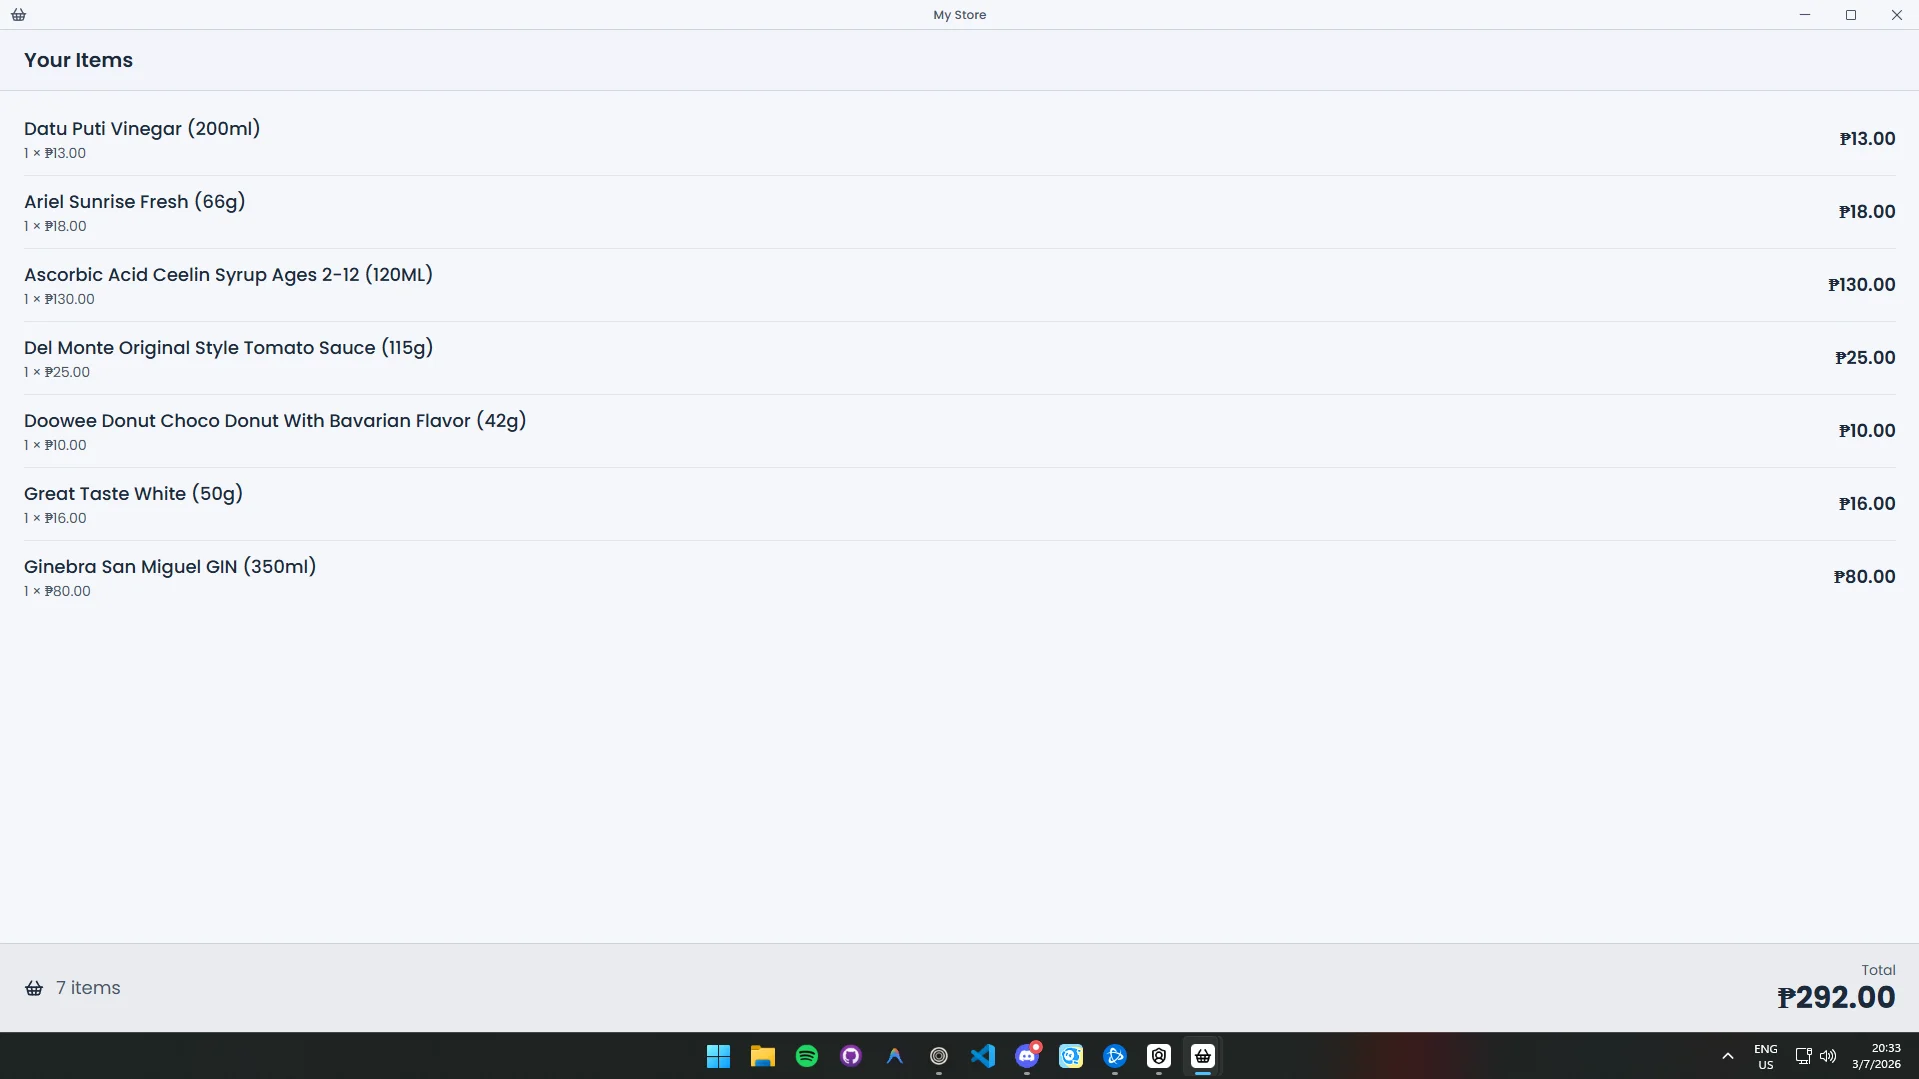 My Store
Your Items
Datu Puti Vinegar (200ml)
1 × ₱13.00
₱13.00
Ariel Sunrise Fresh (66g)
1 × ₱18.00
₱18.00
Ascorbic Acid Ceelin Syrup Ages 2-12 (120ML)
1 × ₱130.00
₱130.00
Del Monte Original Style Tomato Sauce (115g)
1 × ₱25.00
₱25.00
Doowee Donut Choco Donut With Bavarian Flavor (42g)
1 × ₱10.00
₱10.00
Great Taste White (50g)
1 × ₱16.00
₱16.00
Ginebra San Miguel GIN (350ml)
1 × ₱80.00
₱80.00
7 items
Total
₱292.00
ENG
US
20:33
3/7/2026